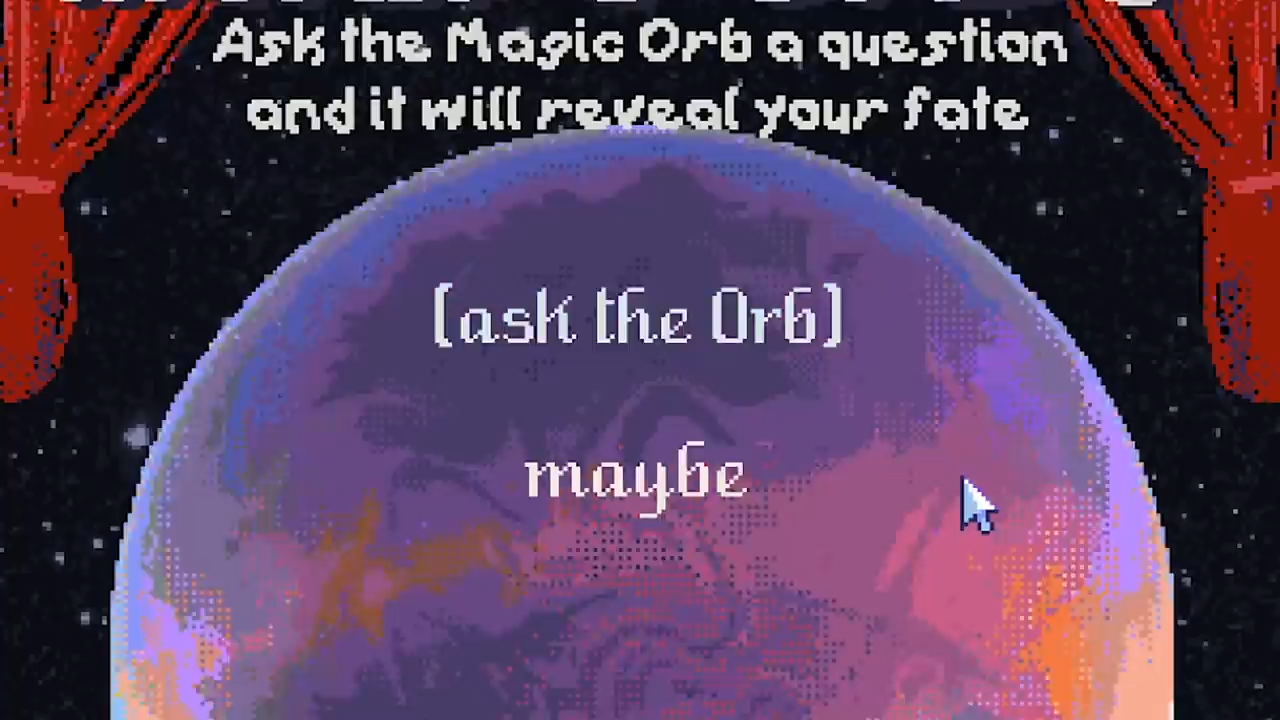 Ask the Magic Orb a question
and it will reveal your fate
(ask the Orb)
maybe